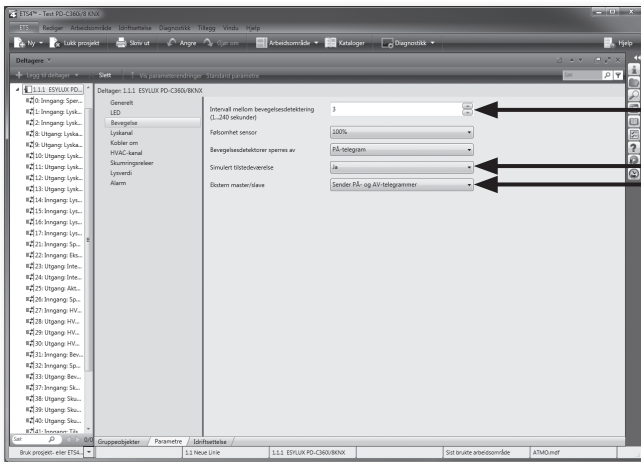 ETS4™ - Test PD-C360i/8 KNX
ETS Rediger Arbeidsområde Idriftsettelse Diagnostikk Tillegg Vindu Hjelp
Ny Lukk prosjekt Skriv ut Angre Gjør om Arbeidsområde Kataloger Diagnostikk Hjelp
Deltagere
Legg til deltager Slett Vis parameterendringer Standard parametre Søk
1.1.1 ESYLUX PD...
0: Inngang: Sper...
1: Inngang: Lysk...
2: Inngang: Lysk...
8: Utgang: Lyska...
9: Utgang: Lyska...
10: Utgang: Lysk...
11: Utgang: Lysk...
12: Utgang: Lysk...
13: Utgang: Lysk...
14: Inngang: Lys...
15: Inngang: Lys...
16: Inngang: Lys...
17: Inngang: Lys...
21: Inngang: Sp...
22: Inngang: Eks...
23: Utgang: Inte...
24: Utgang: Inte...
25: Utgang: Akt...
26: Inngang: Sp...
27: Inngang: HV...
28: Utgang: HV...
29: Utgang: HV...
30: Utgang: HV...
31: Inngang: Bev...
32: Inngang: Sp...
33: Utgang: Bev...
37: Inngang: Sk...
38: Utgang: Sku...
39: Utgang: Sku...
40: Utgang: Sku...
41: Inngang: Tils...
Søk 0/0
Deltager: 1.1.1 ESYLUX PD-C360i/8KNX
Generelt
LED
Bevegelse
Lyskanal
Kobler om
HVAC-kanal
Skumringsreleer
Lysverdi
Alarm
Intervall mellom bevegelsesdetektering
(1...240 sekunder)
3
Følsomhet sensor 100%
Bevegelsesdetektorer sperres av PÅ-telegram
Simulert tilstedeværelse Ja
Ekstern master/slave Sender PÅ- og AV-telegrammer
Gruppeobjekter Parametre Idriftsettelse
Bruk prosjekt- eller ETS4... 1.1 Neue Linie 1.1.1 ESYLUX PD-C360i/8KNX Sist brukte arbeidsområde ATMO.mdf